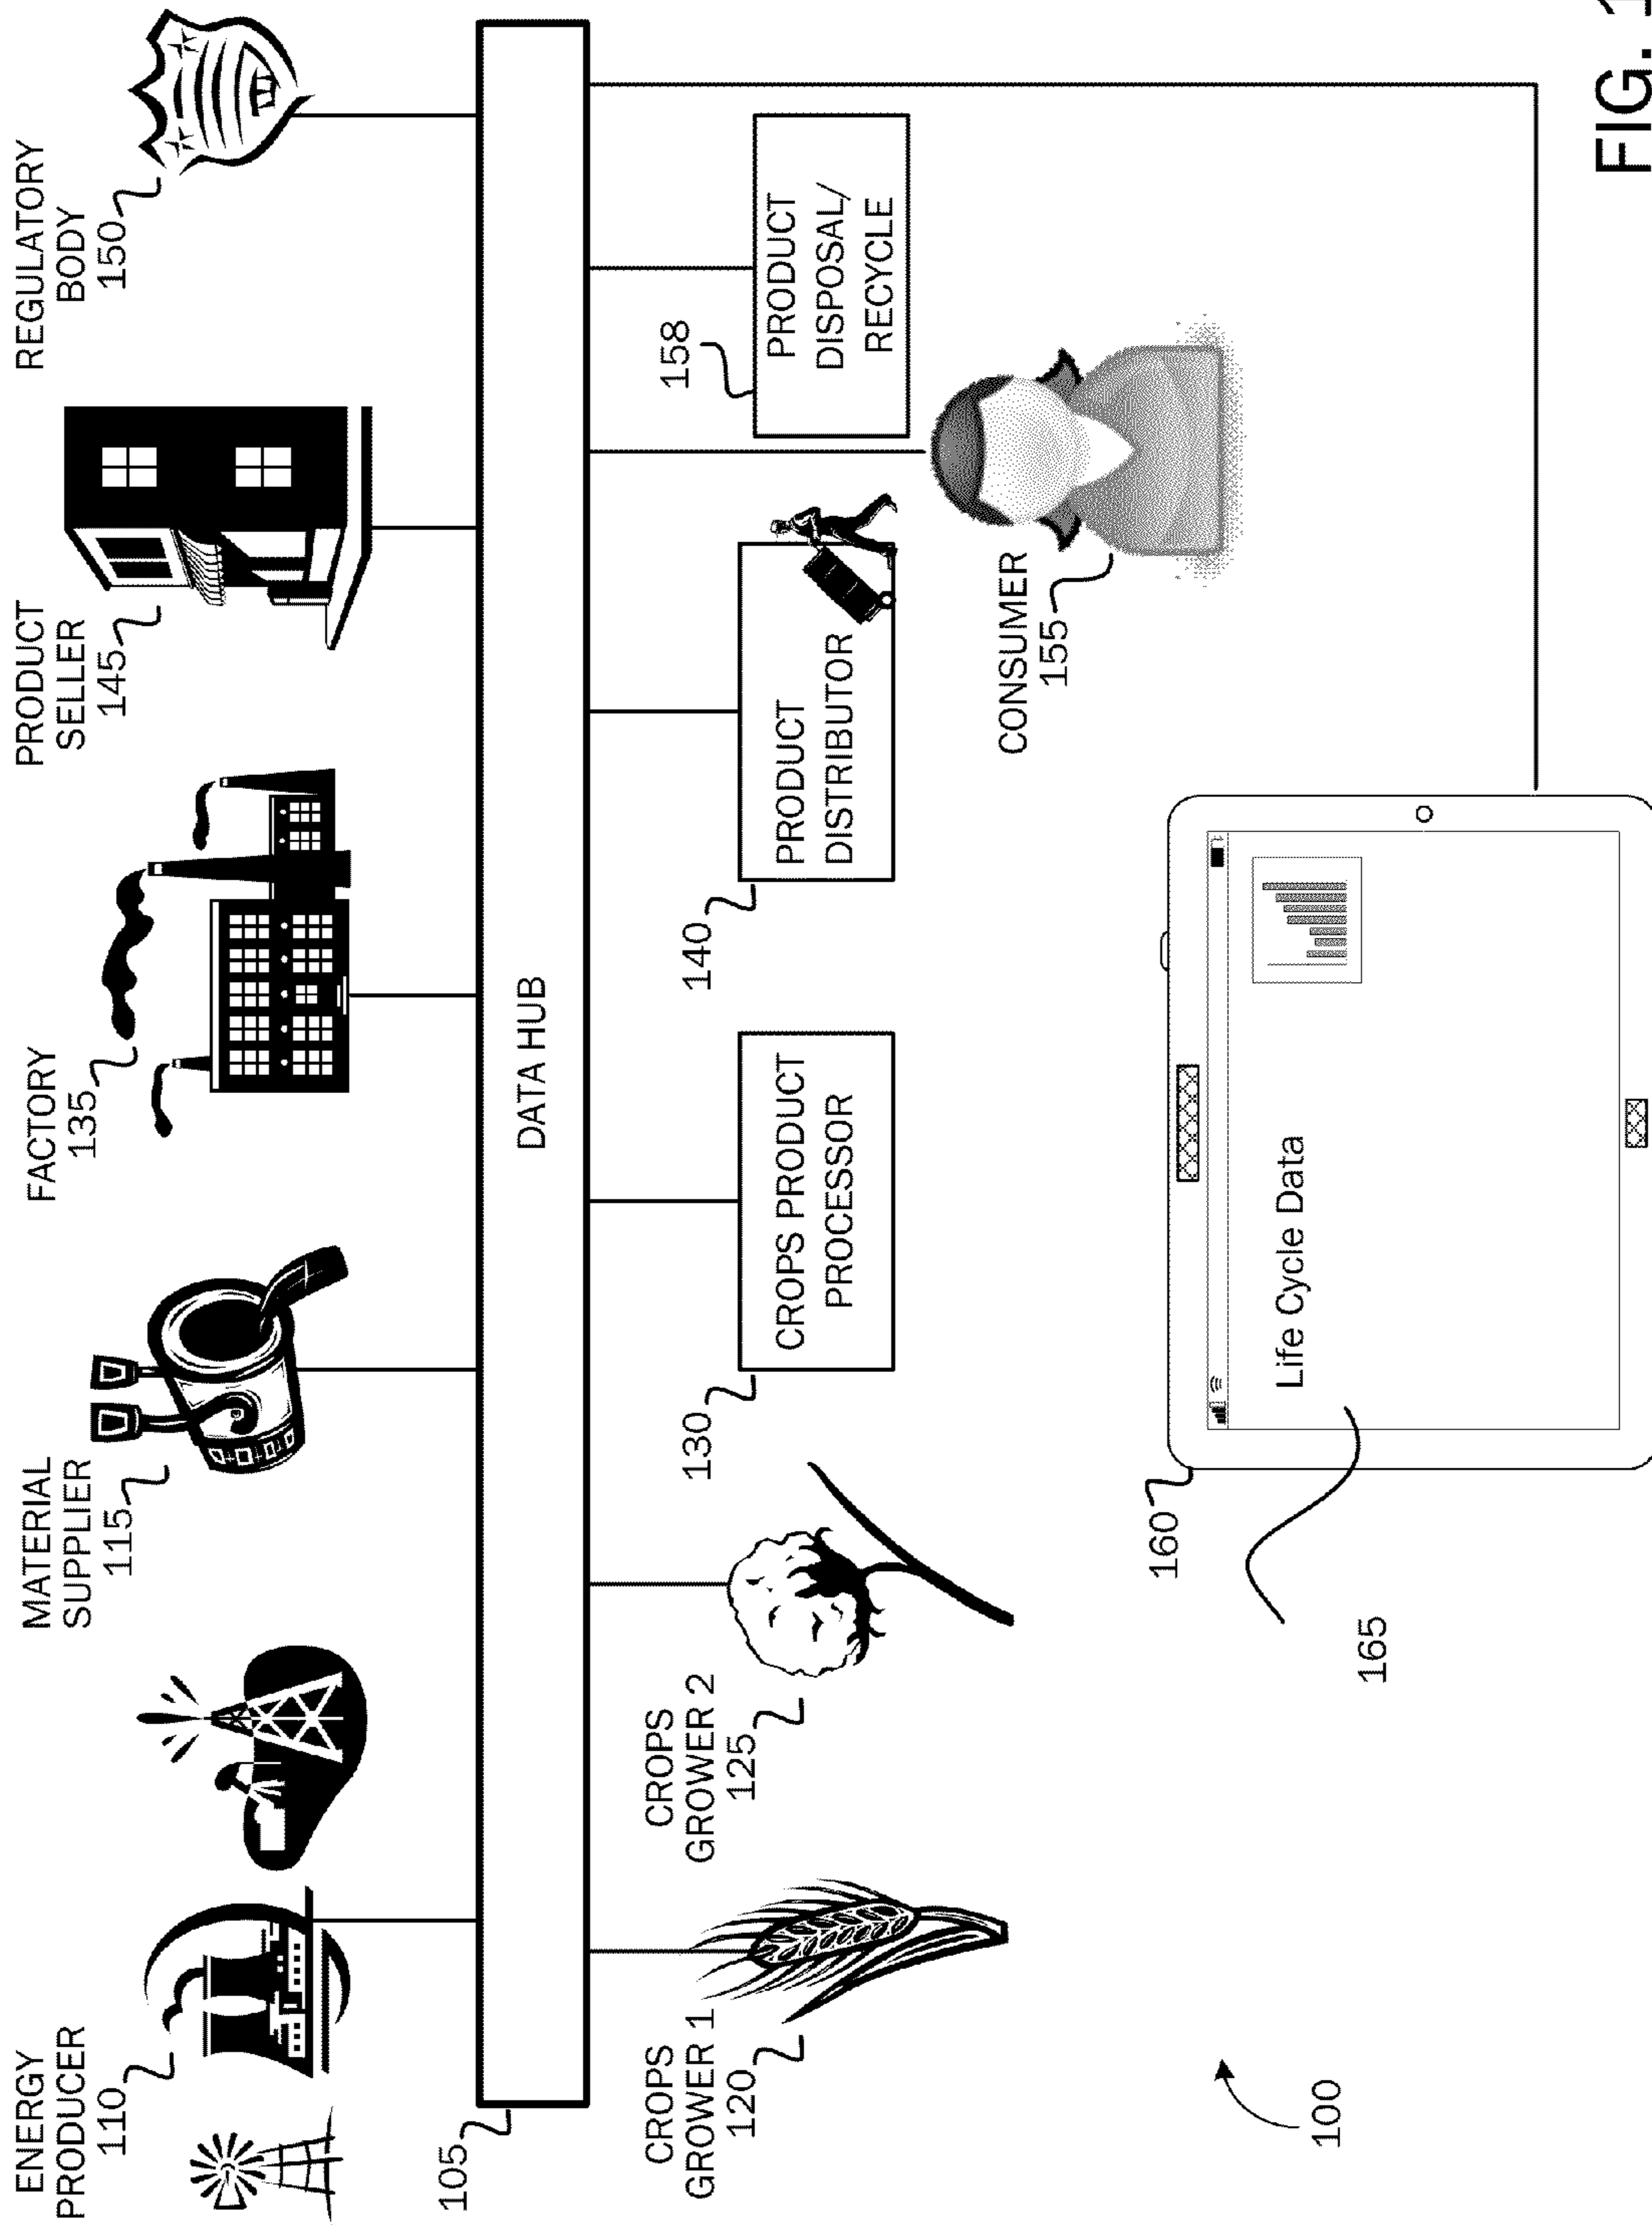 ENERGY
PRODUCER
110
MATERIAL
SUPPLIER
115
FACTORY
135
PRODUCT
SELLER
145
REGULATORY
BODY
150
105
DATA HUB
CROPS
GROWER 1
120
CROPS
GROWER 2
125
130
CROPS PRODUCT
PROCESSOR
140
PRODUCT
DISTRIBUTOR
158
PRODUCT
DISPOSAL/
RECYCLE
CONSUMER
155
160
Life Cycle Data
165
100
FIG. 1